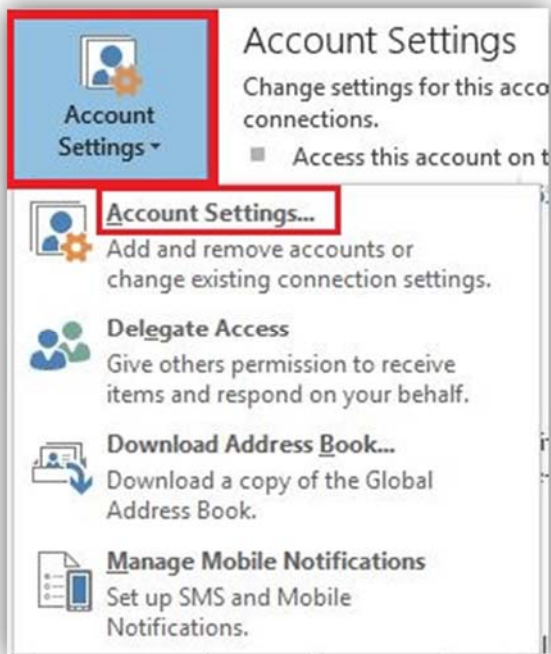 Account Settings
Change settings for this acco
connections.
Access this account on t
Account
Settings
Account Settings...
Add and remove accounts or
change existing connection settings.
Delegate Access
Give others permission to receive
items and respond on your behalf.
Download Address Book...
Download a copy of the Global
Address Book.
Manage Mobile Notifications
Set up SMS and Mobile
Notifications.